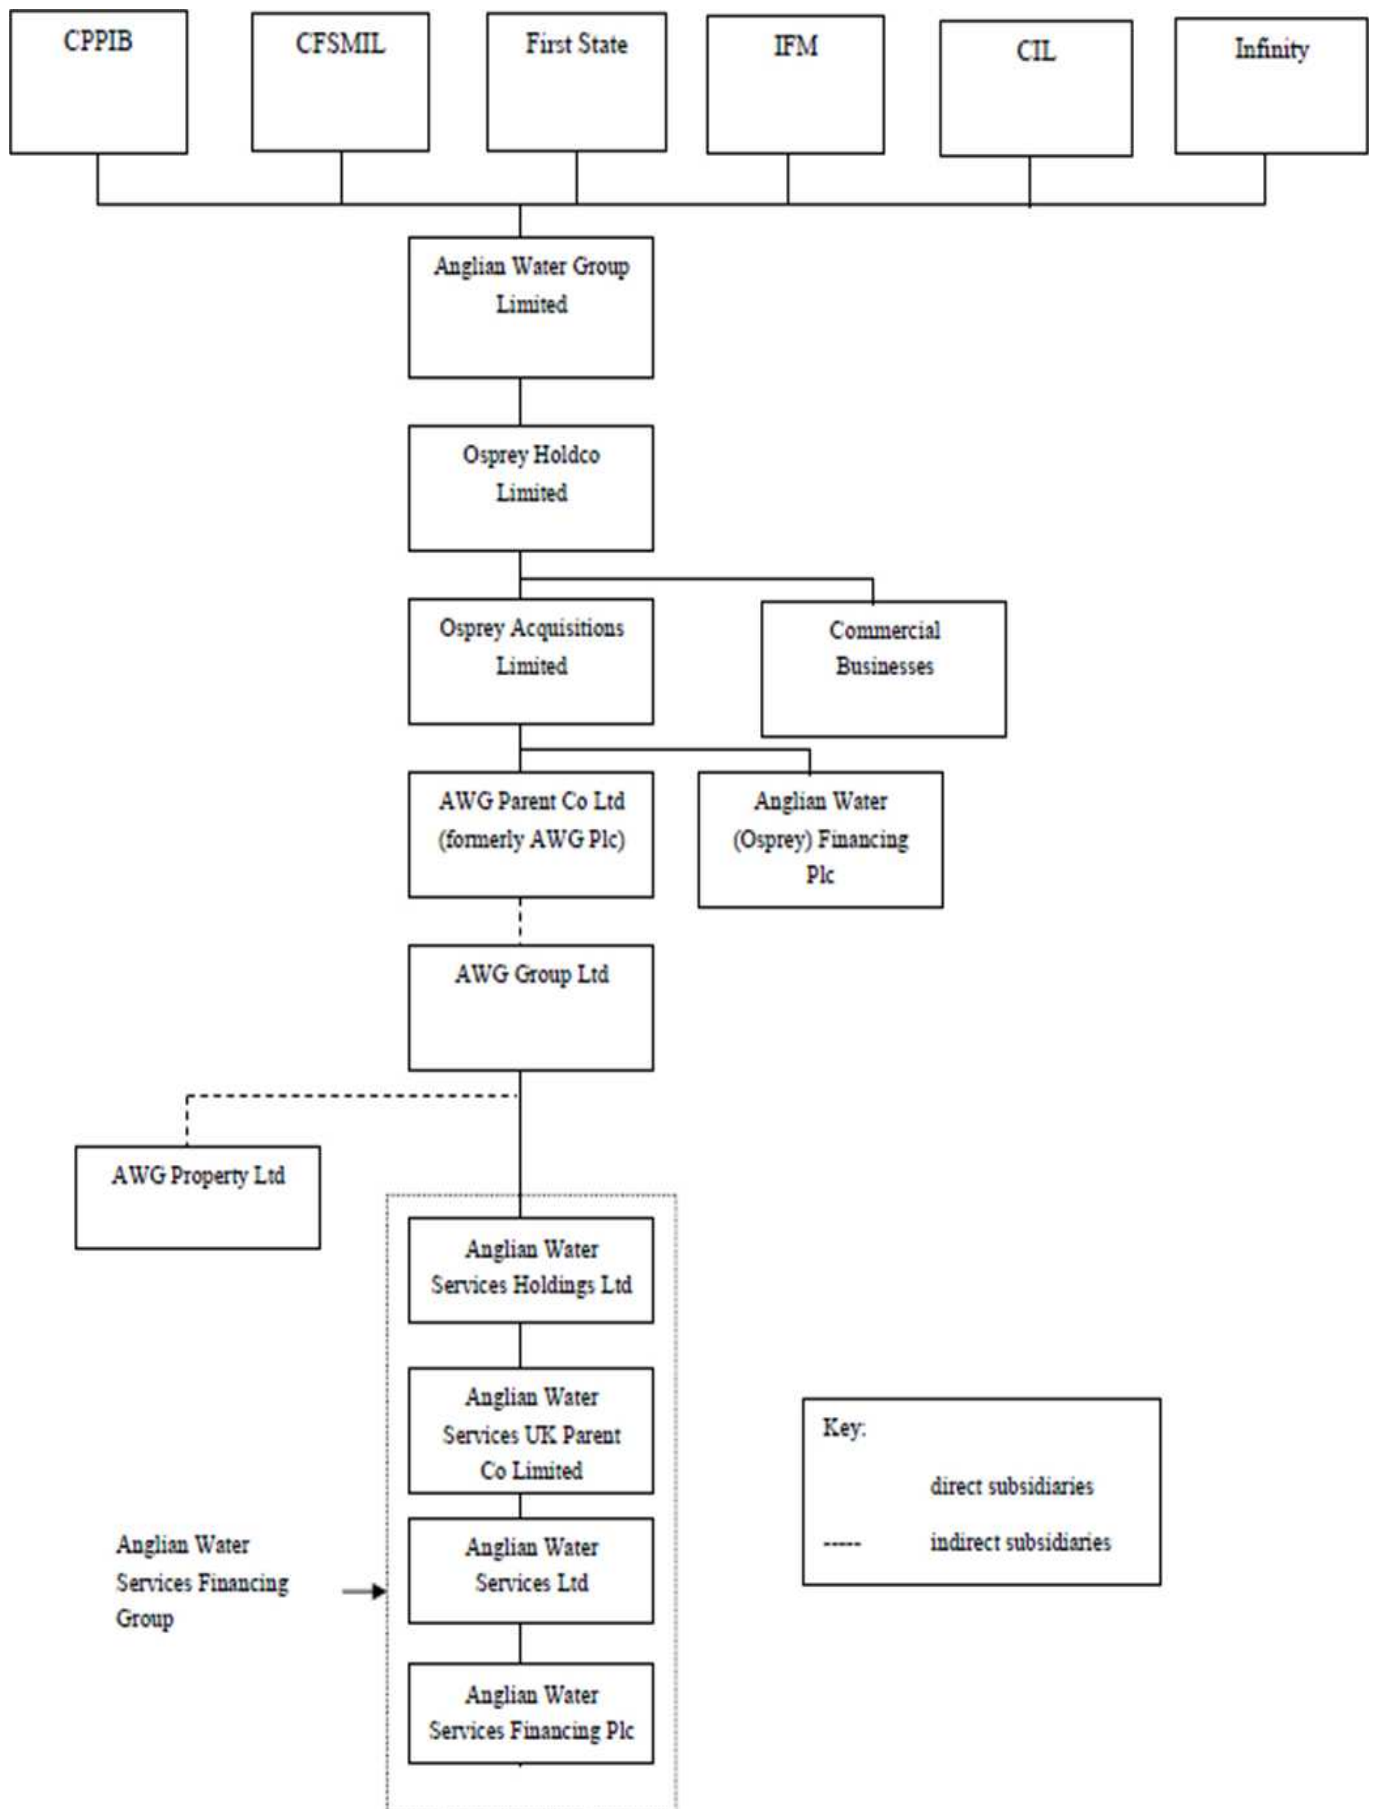 CPPIB
CFSMIL
First State
IFM
CIL
Infinity
Anglian Water Group
Limited
Osprey Holdco
Limited
Osprey Acquisitions
Limited
Commercial
Businesses
AWG Parent Co Ltd
(formerly AWG Plc)
Anglian Water
(Osprey) Financing
Plc
AWG Group Ltd
AWG Property Ltd
Anglian Water
Services Holdings Ltd
Anglian Water
Services UK Parent
Co Limited
Anglian Water
Services Ltd
Anglian Water
Services Financing Plc
Anglian Water
Services Financing
Group
Key:
direct subsidiaries
----- indirect subsidiaries